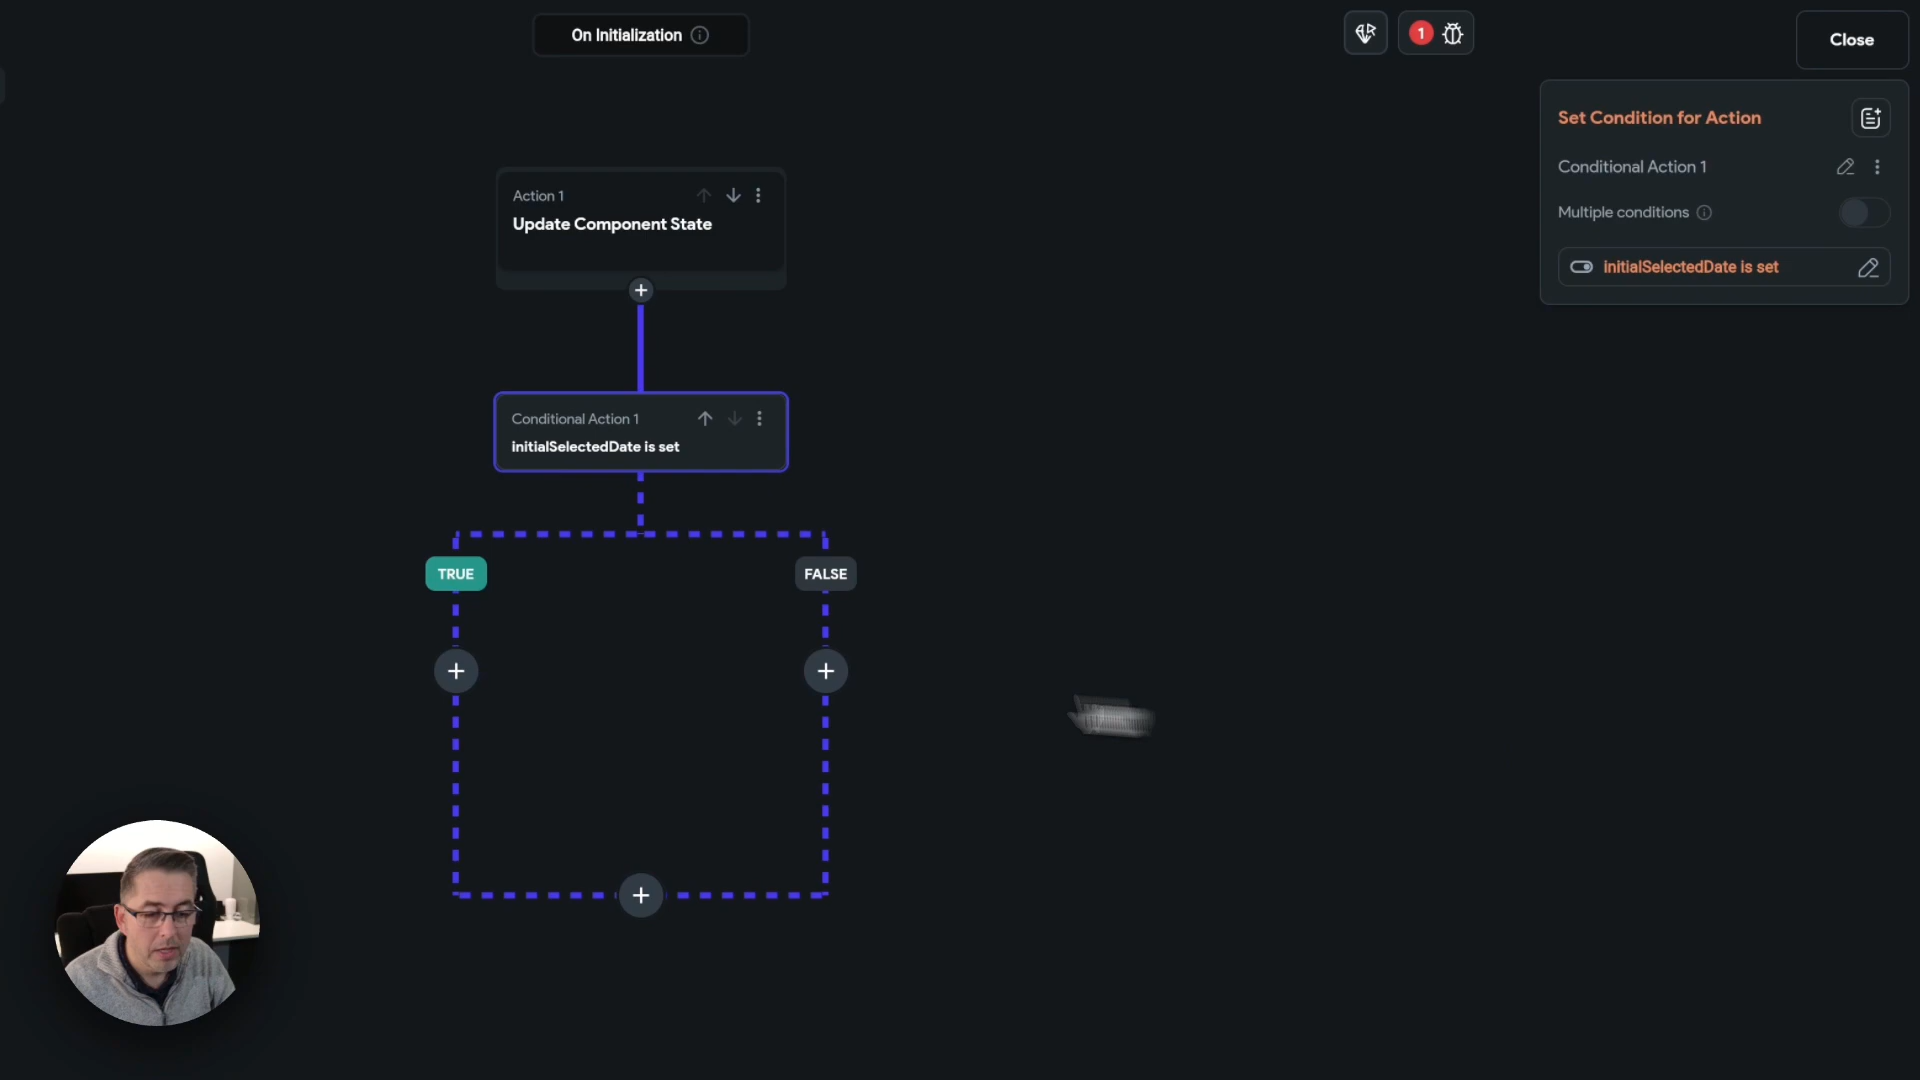 On Initialization
1
Close
Set Condition for Action
Conditional Action 1
Multiple conditions
initialSelectedDate is set
Action 1
Update Component State
Conditional Action 1
initialSelectedDate is set
TRUE
FALSE